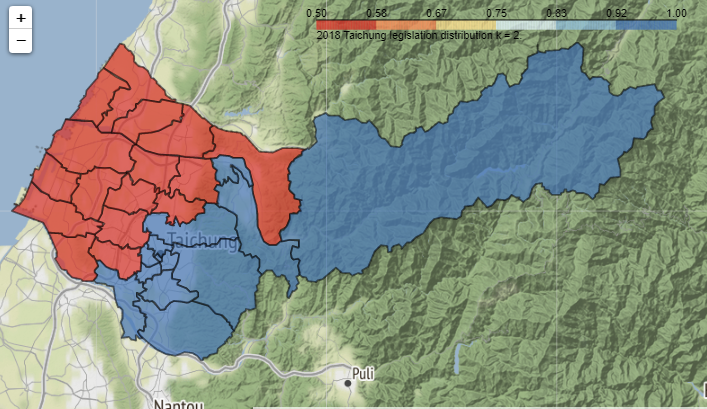 +
−
0.50 0.58 0.67 0.75 0.83 0.92 1.00
2018 Taichung legislation distribution k = 2
Taichung
Puli
Nantou